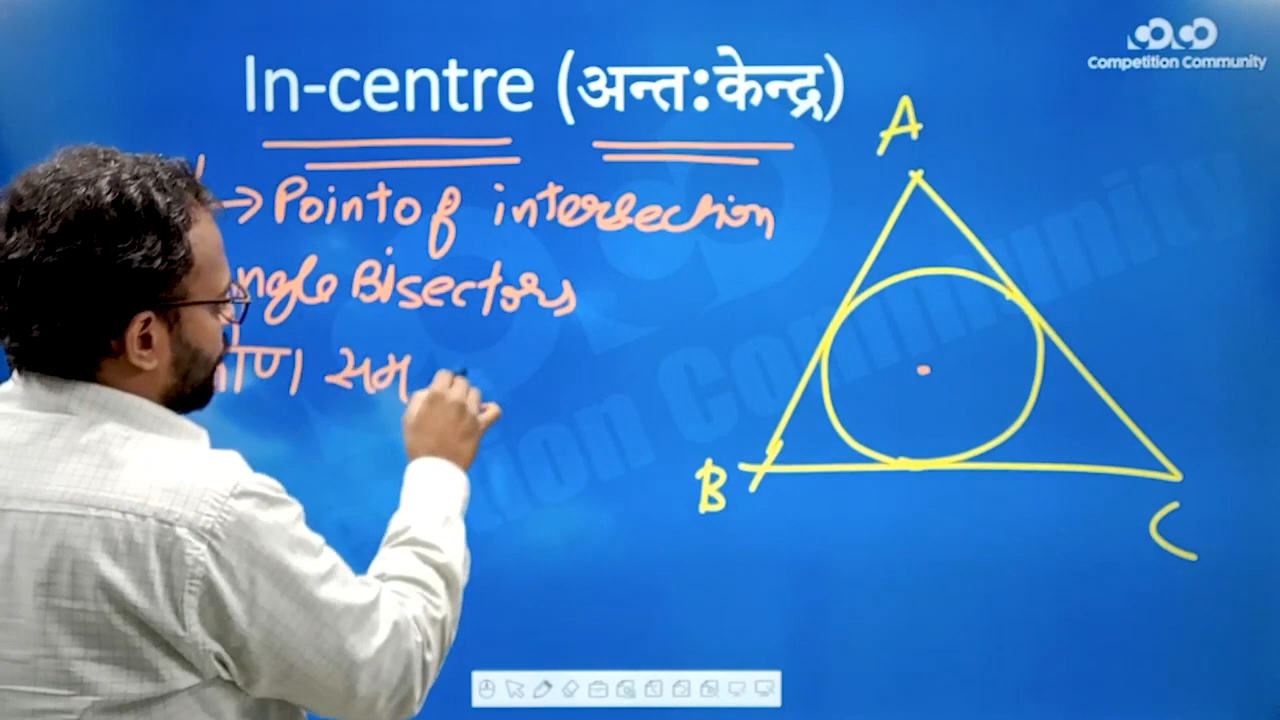 Competition Community
In-centre (अन्त:केन्द्र)
A
→ Point of intersection
ngle Bisectors
ोण सम
B
C